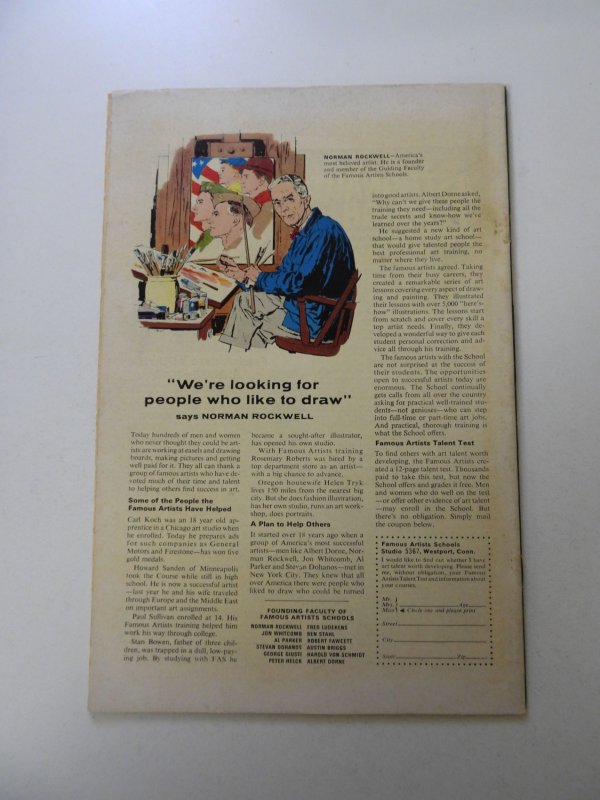 NORMAN ROCKWELL—America's
most beloved artist. He is a founder
and member of the Guiding Faculty
of the Famous Artists Schools.
"We're looking for
people who like to draw"
says NORMAN ROCKWELL
Today hundreds of men and women
who never thought they could be art-
ists are working at easels and drawing
boards, making pictures and getting
well paid for it. They all can thank a
group of famous artists who have de-
voted much of their time and talent
to helping others find success in art.
Some of the People the
Famous Artists Have Helped
Carl Koch was an 18 year old ap-
prentice in a Chicago art studio when
he enrolled. Today he prepares ads
for such companies as General
Motors and Firestone—has won five
gold medals.
Howard Sanden of Minneapolis
took the Course while still in high
school. He is now a successful artist
—last year he and his wife traveled
through Europe and the Middle East
on important art assignments.
Paul Sullivan enrolled at 14. His
Famous Artists training helped him
work his way through college.
Stan Bowen, father of three chil-
dren, was trapped in a dull, low-pay-
ing job. By studying with FAS he
became a sought-after illustrator,
has opened his own studio.
With Famous Artists training
Rosemary Roberts was hired by a
top department store as an artist—
with a big chance to advance.
Oregon housewife Helen Tryk
lives 150 miles from the nearest big
city. But she does fashion illustration,
has her own studio, runs an art work-
shop, does portraits.
A Plan to Help Others
It started over 18 years ago when a
group of America's most successful
artists—men like Albert Dorne, Nor-
man Rockwell, Jon Whitcomb, Al
Parker and Stevan Dohanos—met in
New York City. They knew that all
over America there were people who
liked to draw who could be turned
into good artists. Albert Dorne asked,
"Why can't we give these people the
training they need—including all the
trade secrets and know-how we've
learned over the years?"
He suggested a new kind of art
school—a home study art school—
that would give talented people the
best professional art training, no
matter where they live.
The famous artists agreed. Taking
time from their busy careers, they
created a remarkable series of art
lessons covering every aspect of draw-
ing and painting. They illustrated
their lessons with over 5,000 "here's-
how" illustrations. The lessons start
from scratch and cover every skill a
top artist needs. Finally, they de-
veloped a wonderful way to give each
student personal correction and ad-
vice all through his training.
The famous artists with the School
are not surprised at the success of
their students. The opportunities
open to successful artists today are
enormous. The School continually
gets calls from all over the country
asking for practical well-trained stu-
dents—not geniuses—who can step
into full-time or part-time art jobs.
And practical, thorough training is
what the School offers.
Famous Artists Talent Test
To find others with art talent worth
developing, the Famous Artists cre-
ated a 12-page talent test. Thousands
paid to take this test, but now the
School offers and grades it free. Men
and women who do well on the test
—or offer other evidence of art talent
—may enroll in the School. But
there's no obligation. Simply mail
the coupon below.
FOUNDING FACULTY OF
FAMOUS ARTISTS SCHOOLS
NORMAN ROCKWELL FRED LUDEKENS
JON WHITCOMB BEN STAHL
AL PARKER ROBERT FAWCETT
STEVAN DOHANOS AUSTIN BRIGGS
GEORGE GIUSTI HAROLD VON SCHMIDT
PETER HELCK ALBERT DORNE
Famous Artists Schools
Studio 5367, Westport, Conn.
I would like to find out whether I have
art talent worth developing. Please send
me, without obligation, your Famous
Artists Talent Test and information about
your courses.
Mr.
Mrs. Age
Miss Circle one and please print
Street
City
State Zip